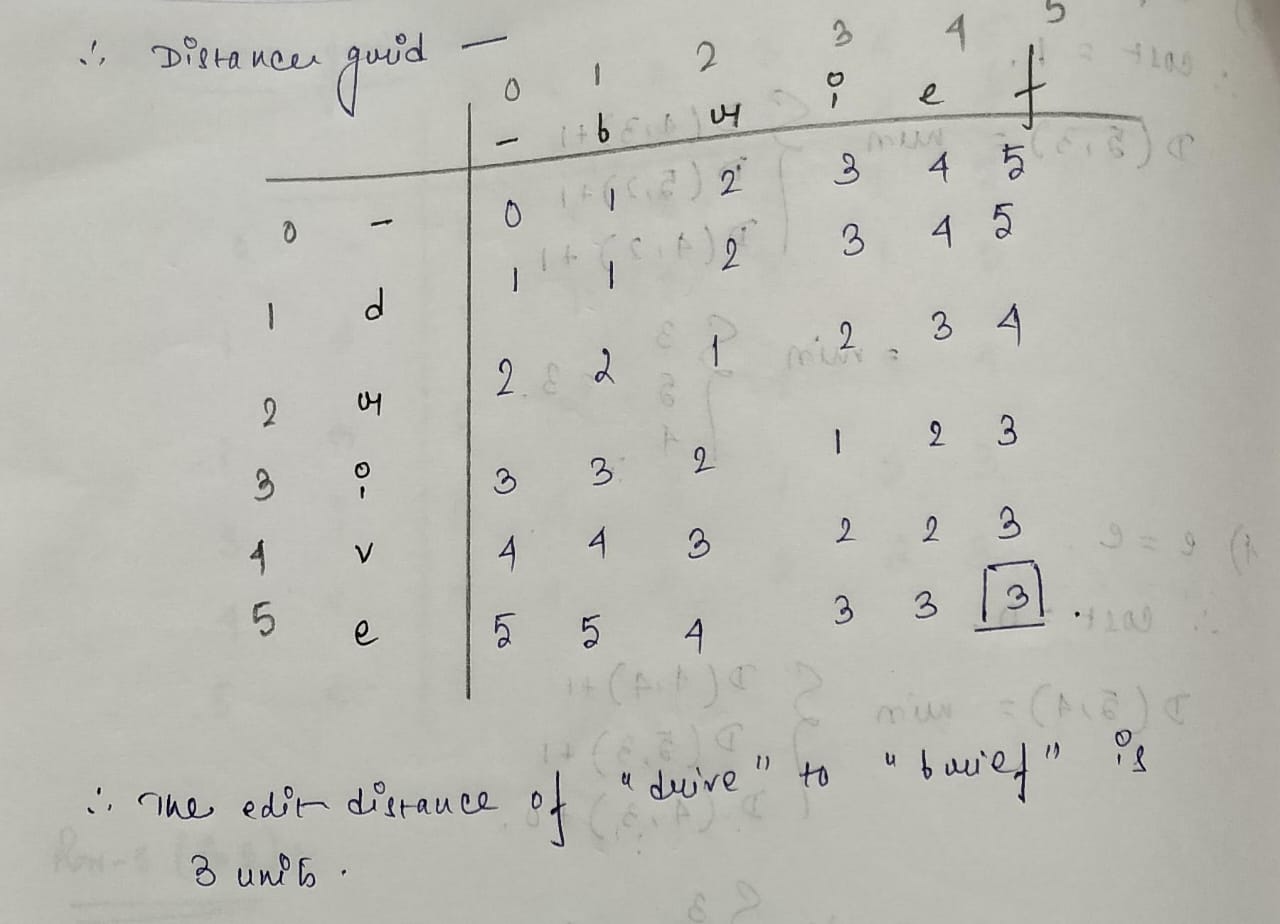 ∴ Distance grid —
0 1 2 3 4 5
- b r i e f
0 - 0 1 2 3 4 5
1 d 1 1 2 3 4 5
2 r 2 2 1 2 3 4
3 i 3 3 2 1 2 3
4 v 4 4 3 2 2 3
5 e 5 5 4 3 3 3.
∴ The edit distance of "drive" to "brief" is
3 units.